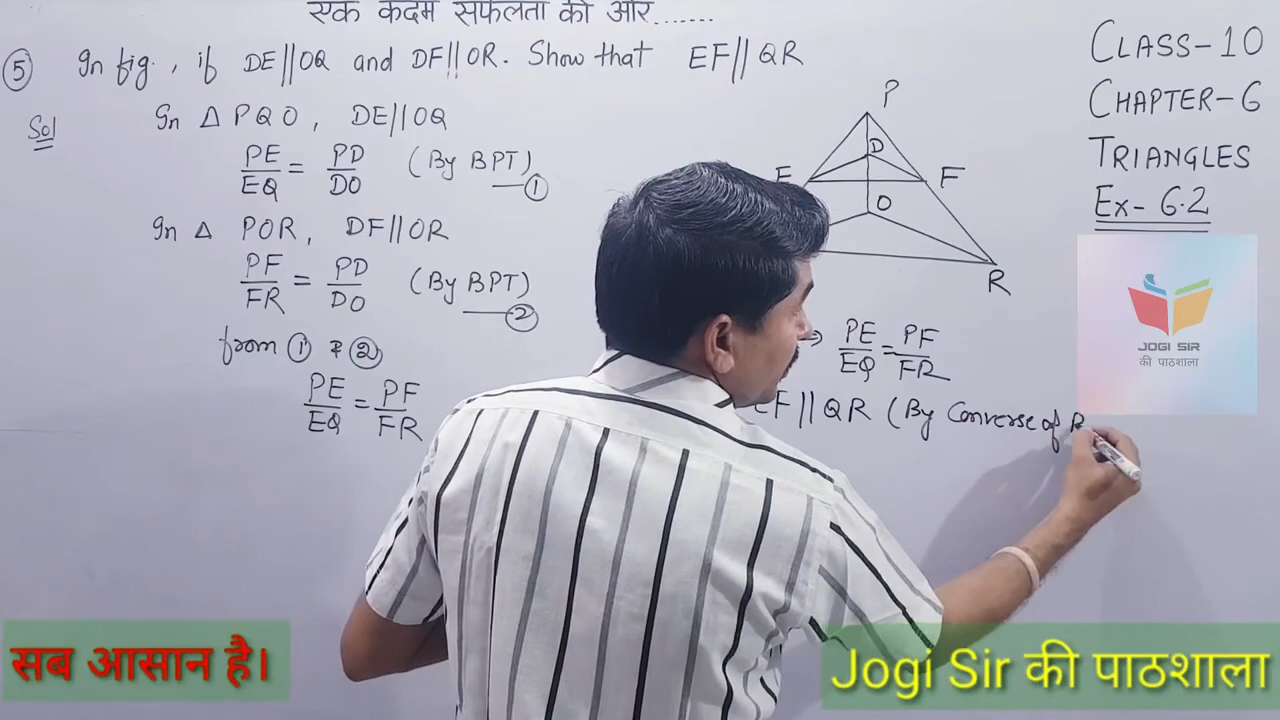 एक कदम सफलता की ओर.......
⑤ In fig., if DE||OQ and DF||OR. Show that EF||QR
Sol In △ PQO, DE||OQ
PE/EQ = PD/DO (By BPT) —①
In △ POR, DF||OR
PF/FR = PD/DO (By BPT) —②
from ① & ②
PE/EQ = PF/FR
P
D
E F
O
R
⇒ PE/EQ = PF/FR
EF||QR (By Converse of B
CLASS-10
CHAPTER-6
TRIANGLES
Ex-6.2
JOGI SIR
की पाठशाला
सब आसान है।
Jogi Sir की पाठशाला